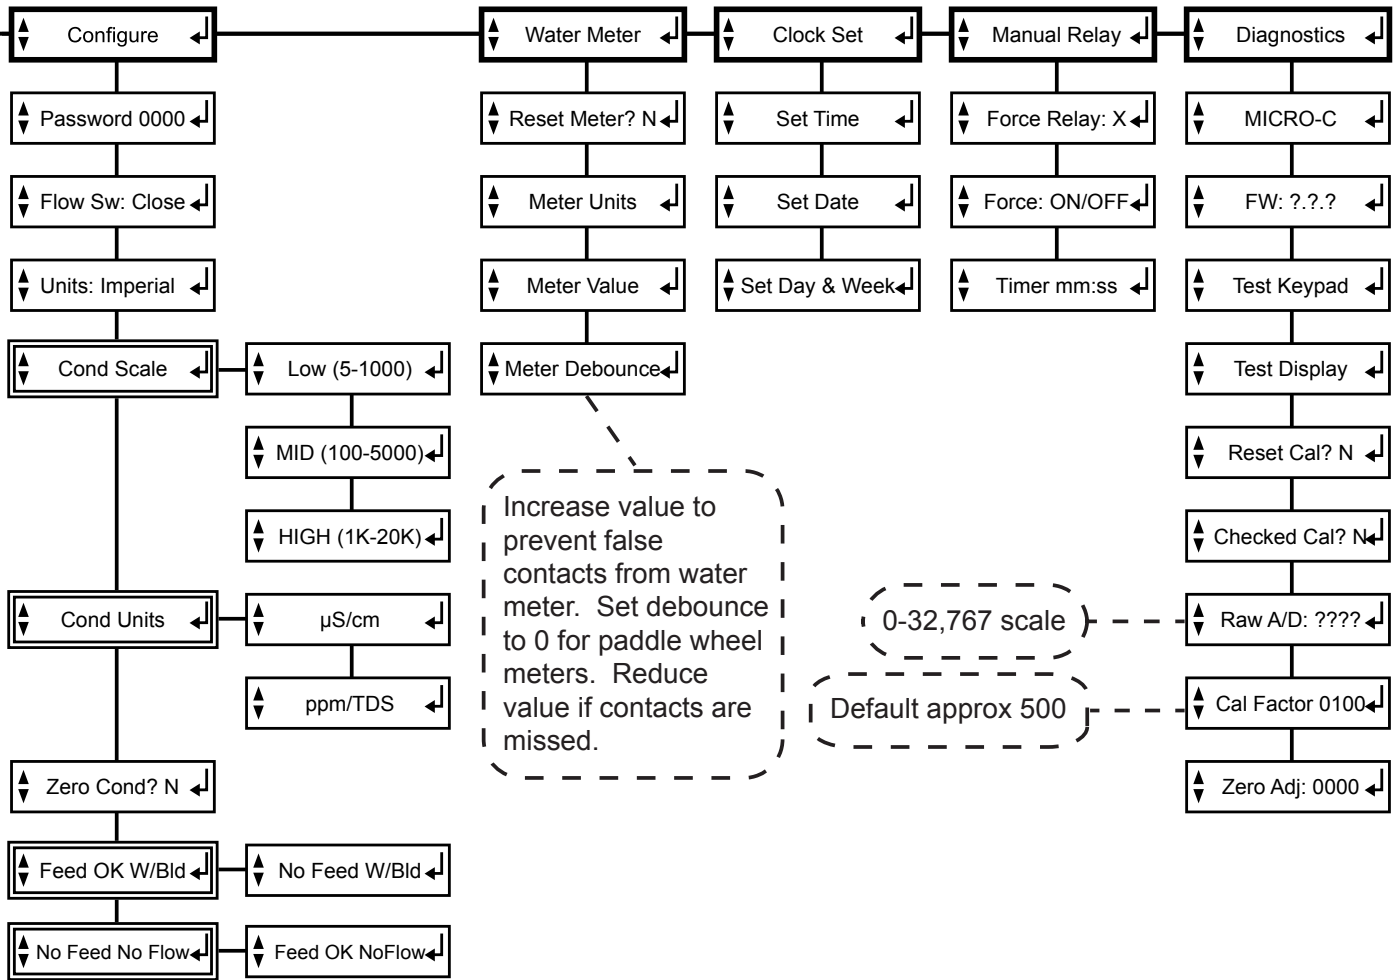 Configure
Water Meter
Clock Set
Manual Relay
Diagnostics
Password 0000
Reset Meter? N
Set Time
Force Relay: X
MICRO-C
Flow Sw: Close
Meter Units
Set Date
Force: ON/OFF
FW: ?.?.?
Units: Imperial
Meter Value
Set Day & Week
Timer mm:ss
Test Keypad
Cond Scale
Low (5-1000)
Meter Debounce
Test Display
MID (100-5000)
Reset Cal? N
HIGH (1K-20K)
Checked Cal? N
Increase value to
prevent false
contacts from water
meter. Set debounce
to 0 for paddle wheel
meters. Reduce
value if contacts are
missed.
Cond Units
µS/cm
0-32,767 scale
Raw A/D: ????
ppm/TDS
Default approx 500
Cal Factor 0100
Zero Cond? N
Zero Adj: 0000
Feed OK W/Bld
No Feed W/Bld
No Feed No Flow
Feed OK NoFlow